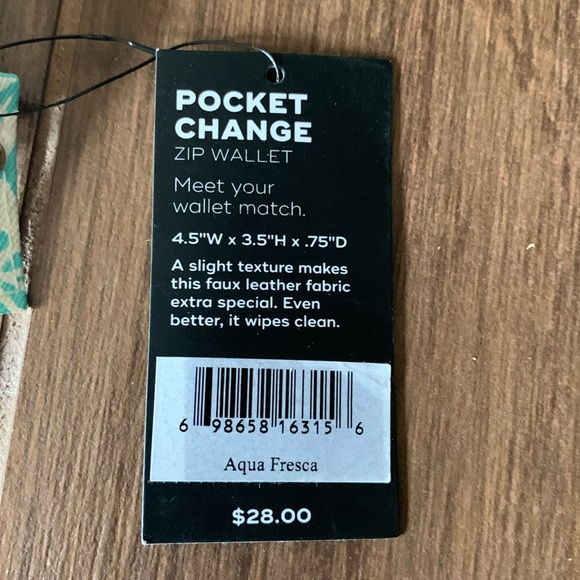 POCKET
CHANGE
ZIP WALLET
Meet your
wallet match.
4.5"W x 3.5"H x .75"D
A slight texture makes
this faux leather fabric
extra special. Even
better, it wipes clean.
6 98658 16315 6
Aqua Fresca
$28.00